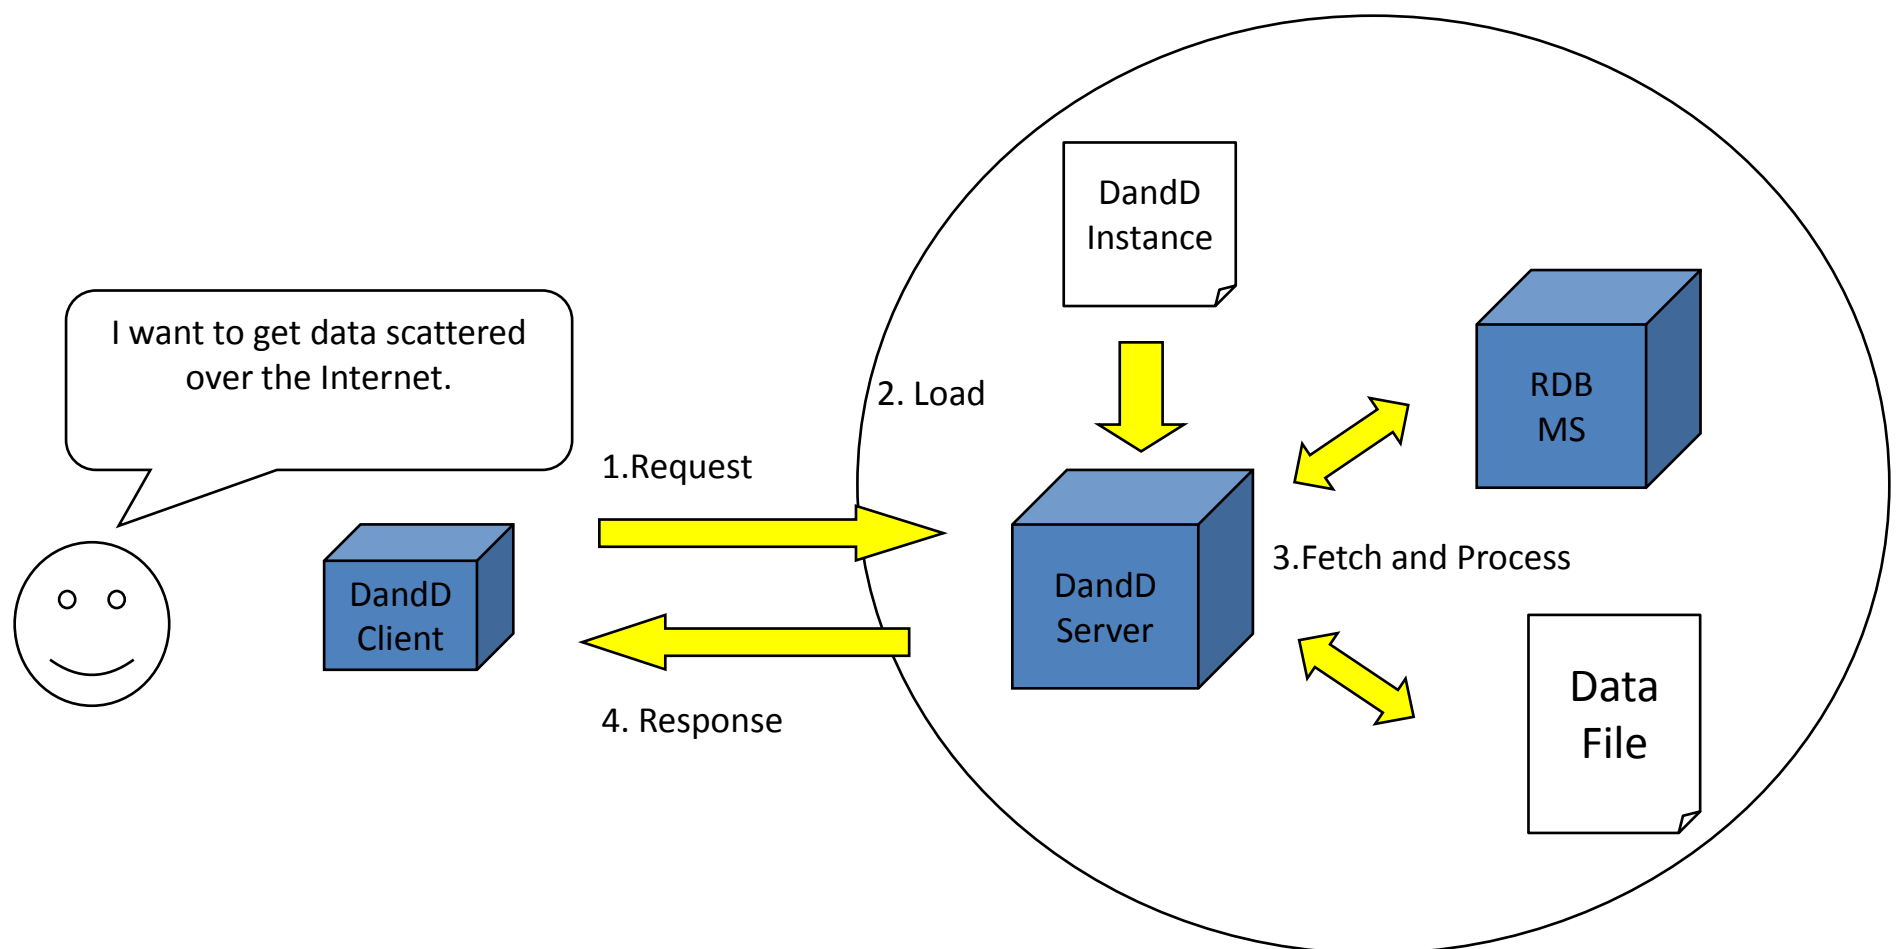 I want to get data scattered
over the Internet.
DandD
Client
1.Request
4. Response
2. Load
DandD
Instance
DandD
Server
3.Fetch and Process
RDB
MS
Data
File